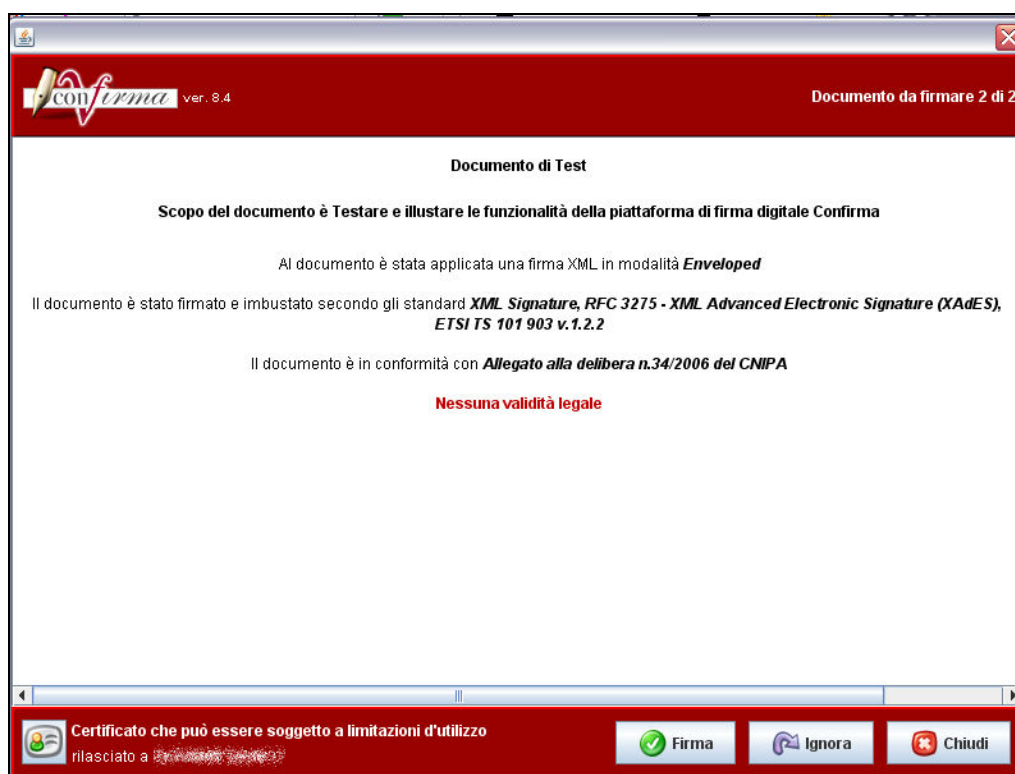 Confirma ver. 8.4
Documento da firmare 2 di 2
Documento di Test
Scopo del documento è Testare e illustare le funzionalità della piattaforma di firma digitale Confirma
Al documento è stata applicata una firma XML in modalità Enveloped
Il documento è stato firmato e imbustato secondo gli standard XML Signature, RFC 3275 - XML Advanced Electronic Signature (XAdES),
ETSI TS 101 903 v.1.2.2
Il documento è in conformità con Allegato alla delibera n.34/2006 del CNIPA
Nessuna validità legale
Certificato che può essere soggetto a limitazioni d'utilizzo
rilasciato a
Firma
Ignora
Chiudi